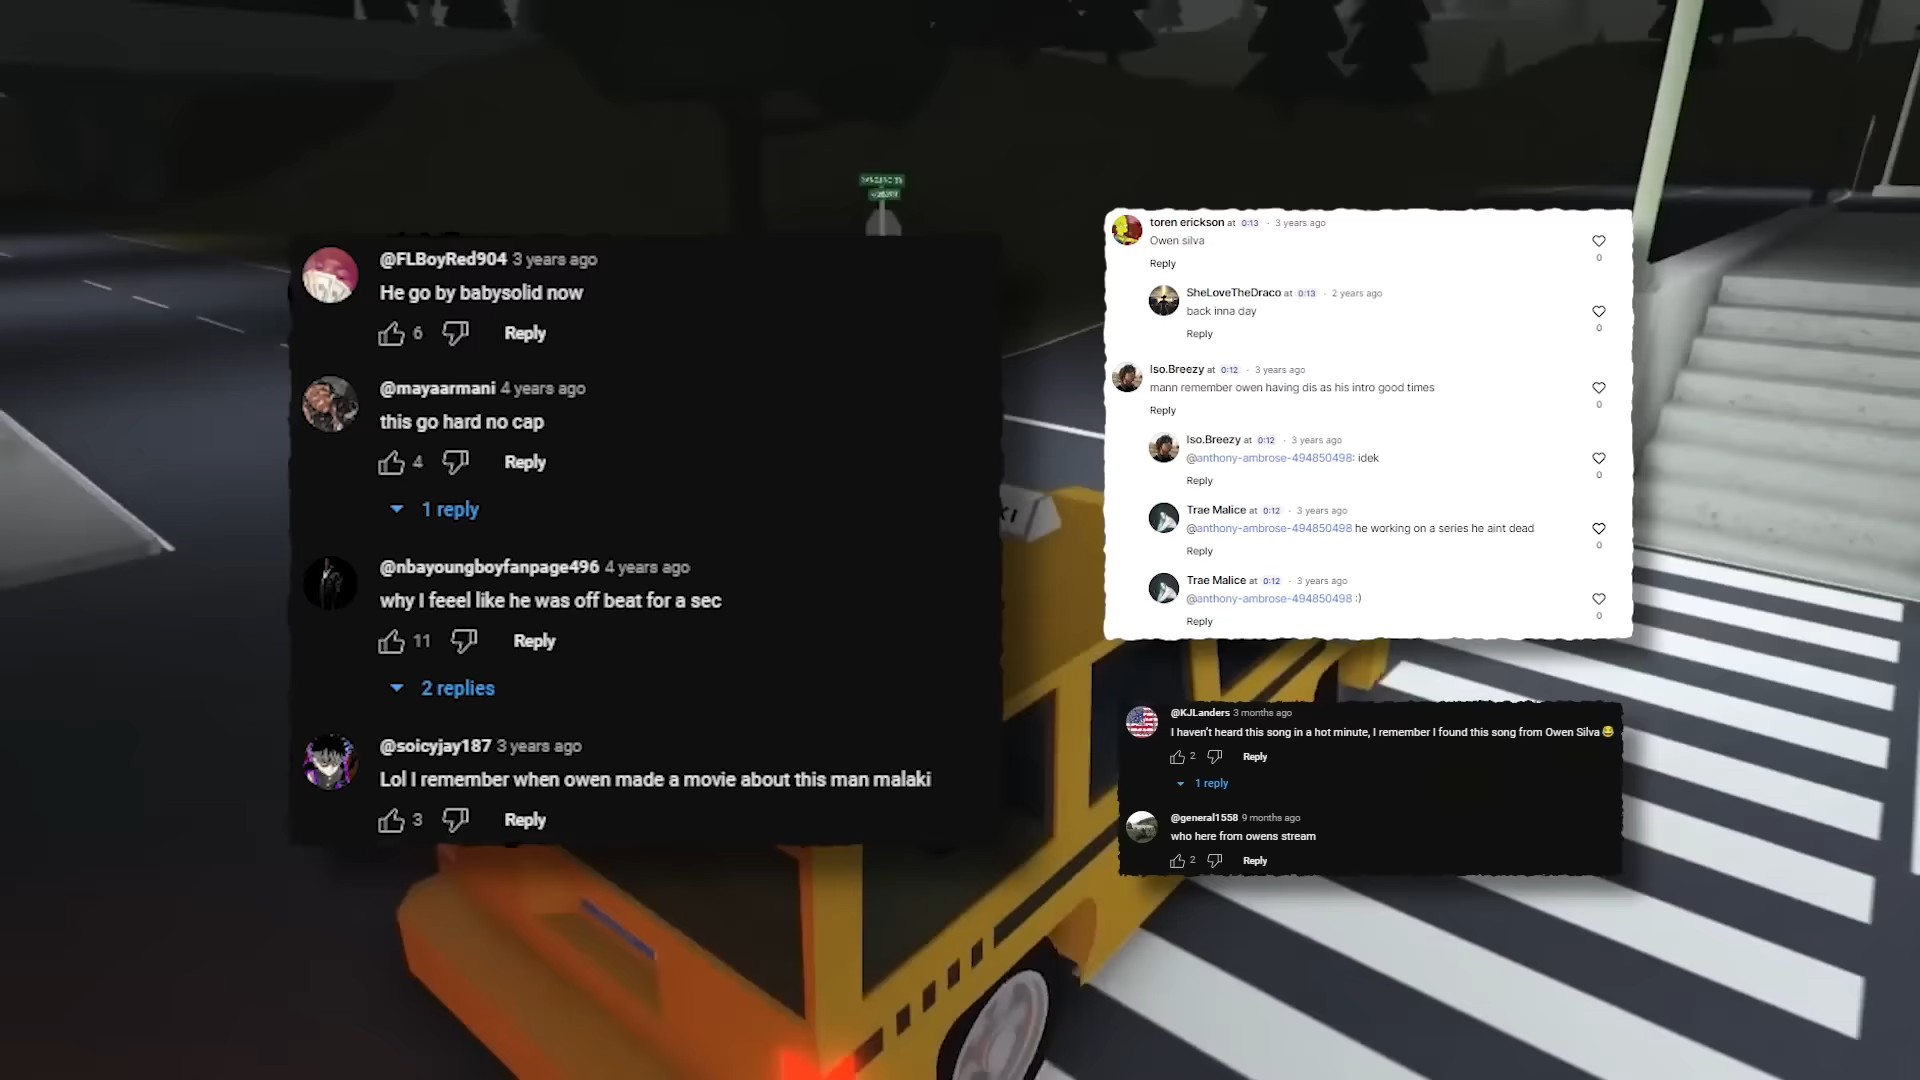 @FLBoyRed904 3 years ago
He go by babysolid now
6 Reply
@mayaarmani 4 years ago
this go hard no cap
4 Reply
1 reply
@nbayoungboyfanpage496 4 years ago
why I feeel like he was off beat for a sec
11 Reply
2 replies
@soicyjay187 3 years ago
Lol I remember when owen made a movie about this man malaki
3 Reply
toren erickson at 0:13 · 3 years ago
Owen silva
0
Reply
SheLoveTheDraco at 0:13 · 2 years ago
back inna day
0
Reply
Iso.Breezy at 0:12 · 3 years ago
mann remember owen having dis as his intro good times
0
Reply
Iso.Breezy at 0:12 · 3 years ago
@anthony-ambrose-494850498: idek
0
Reply
Trae Malice at 0:12 · 3 years ago
@anthony-ambrose-494850498 he working on a series he aint dead
0
Reply
Trae Malice at 0:12 · 3 years ago
@anthony-ambrose-494850498 :)
0
Reply
@KJLanders 3 months ago
I haven't heard this song in a hot minute, I remember I found this song from Owen Silva 😂
2 Reply
1 reply
@general1558 9 months ago
who here from owens stream
2 Reply